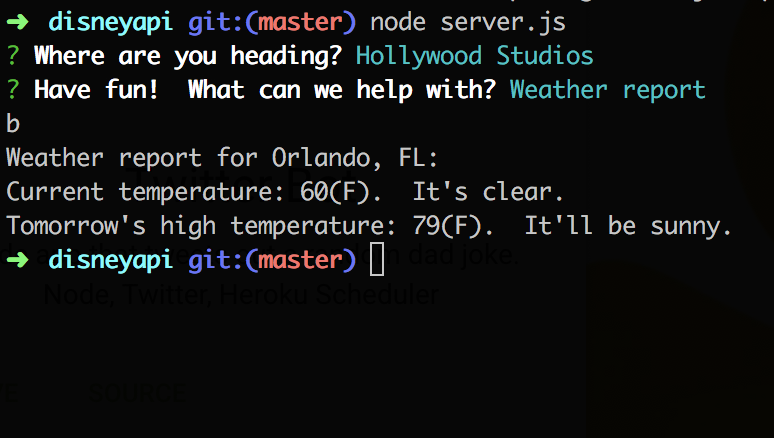 ➜ disneyapi git:(master) node server.js
? Where are you heading? Hollywood Studios
? Have fun!  What can we help with? Weather report
b
Weather report for Orlando, FL:
Current temperature: 60(F).  It's clear.
Tomorrow's high temperature: 79(F).  It'll be sunny.
➜ disneyapi git:(master)
dad joke.
Node, Twitter, Heroku Scheduler
SOURCE